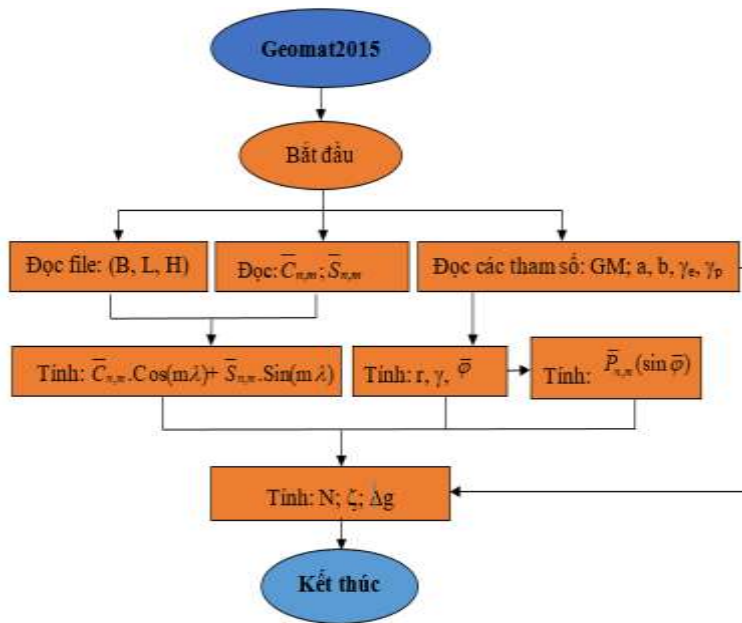 Geomat2015
Bắt đầu
Đọc file: (B, L, H)
Đọc: C̅ₙ,ₘ; S̅ₙ,ₘ
Đọc các tham số: GM; a, b, γₑ, γₚ
Tính: C̅ₙ,ₘ.Cos(mλ)+ S̅ₙ,ₘ.Sin(mλ)
Tính: r, γ, φ̅
Tính: P̅ₙ,ₘ(sin φ̅)
Tính: N; ζ; Δg
Kết thúc